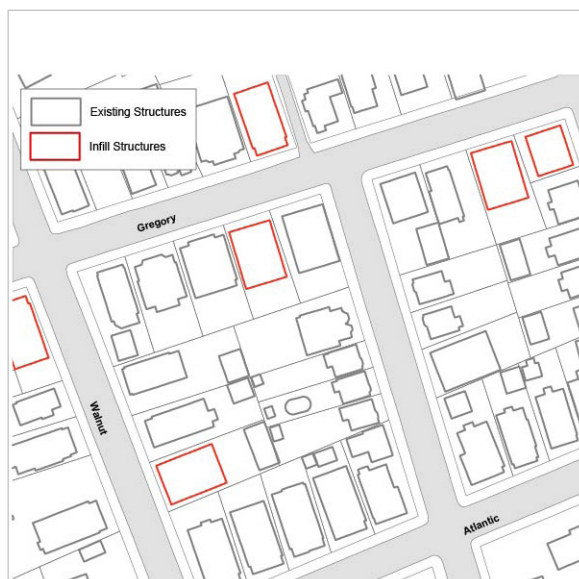 Existing Structures
Infill Structures
Gregory
Walnut
Atlantic